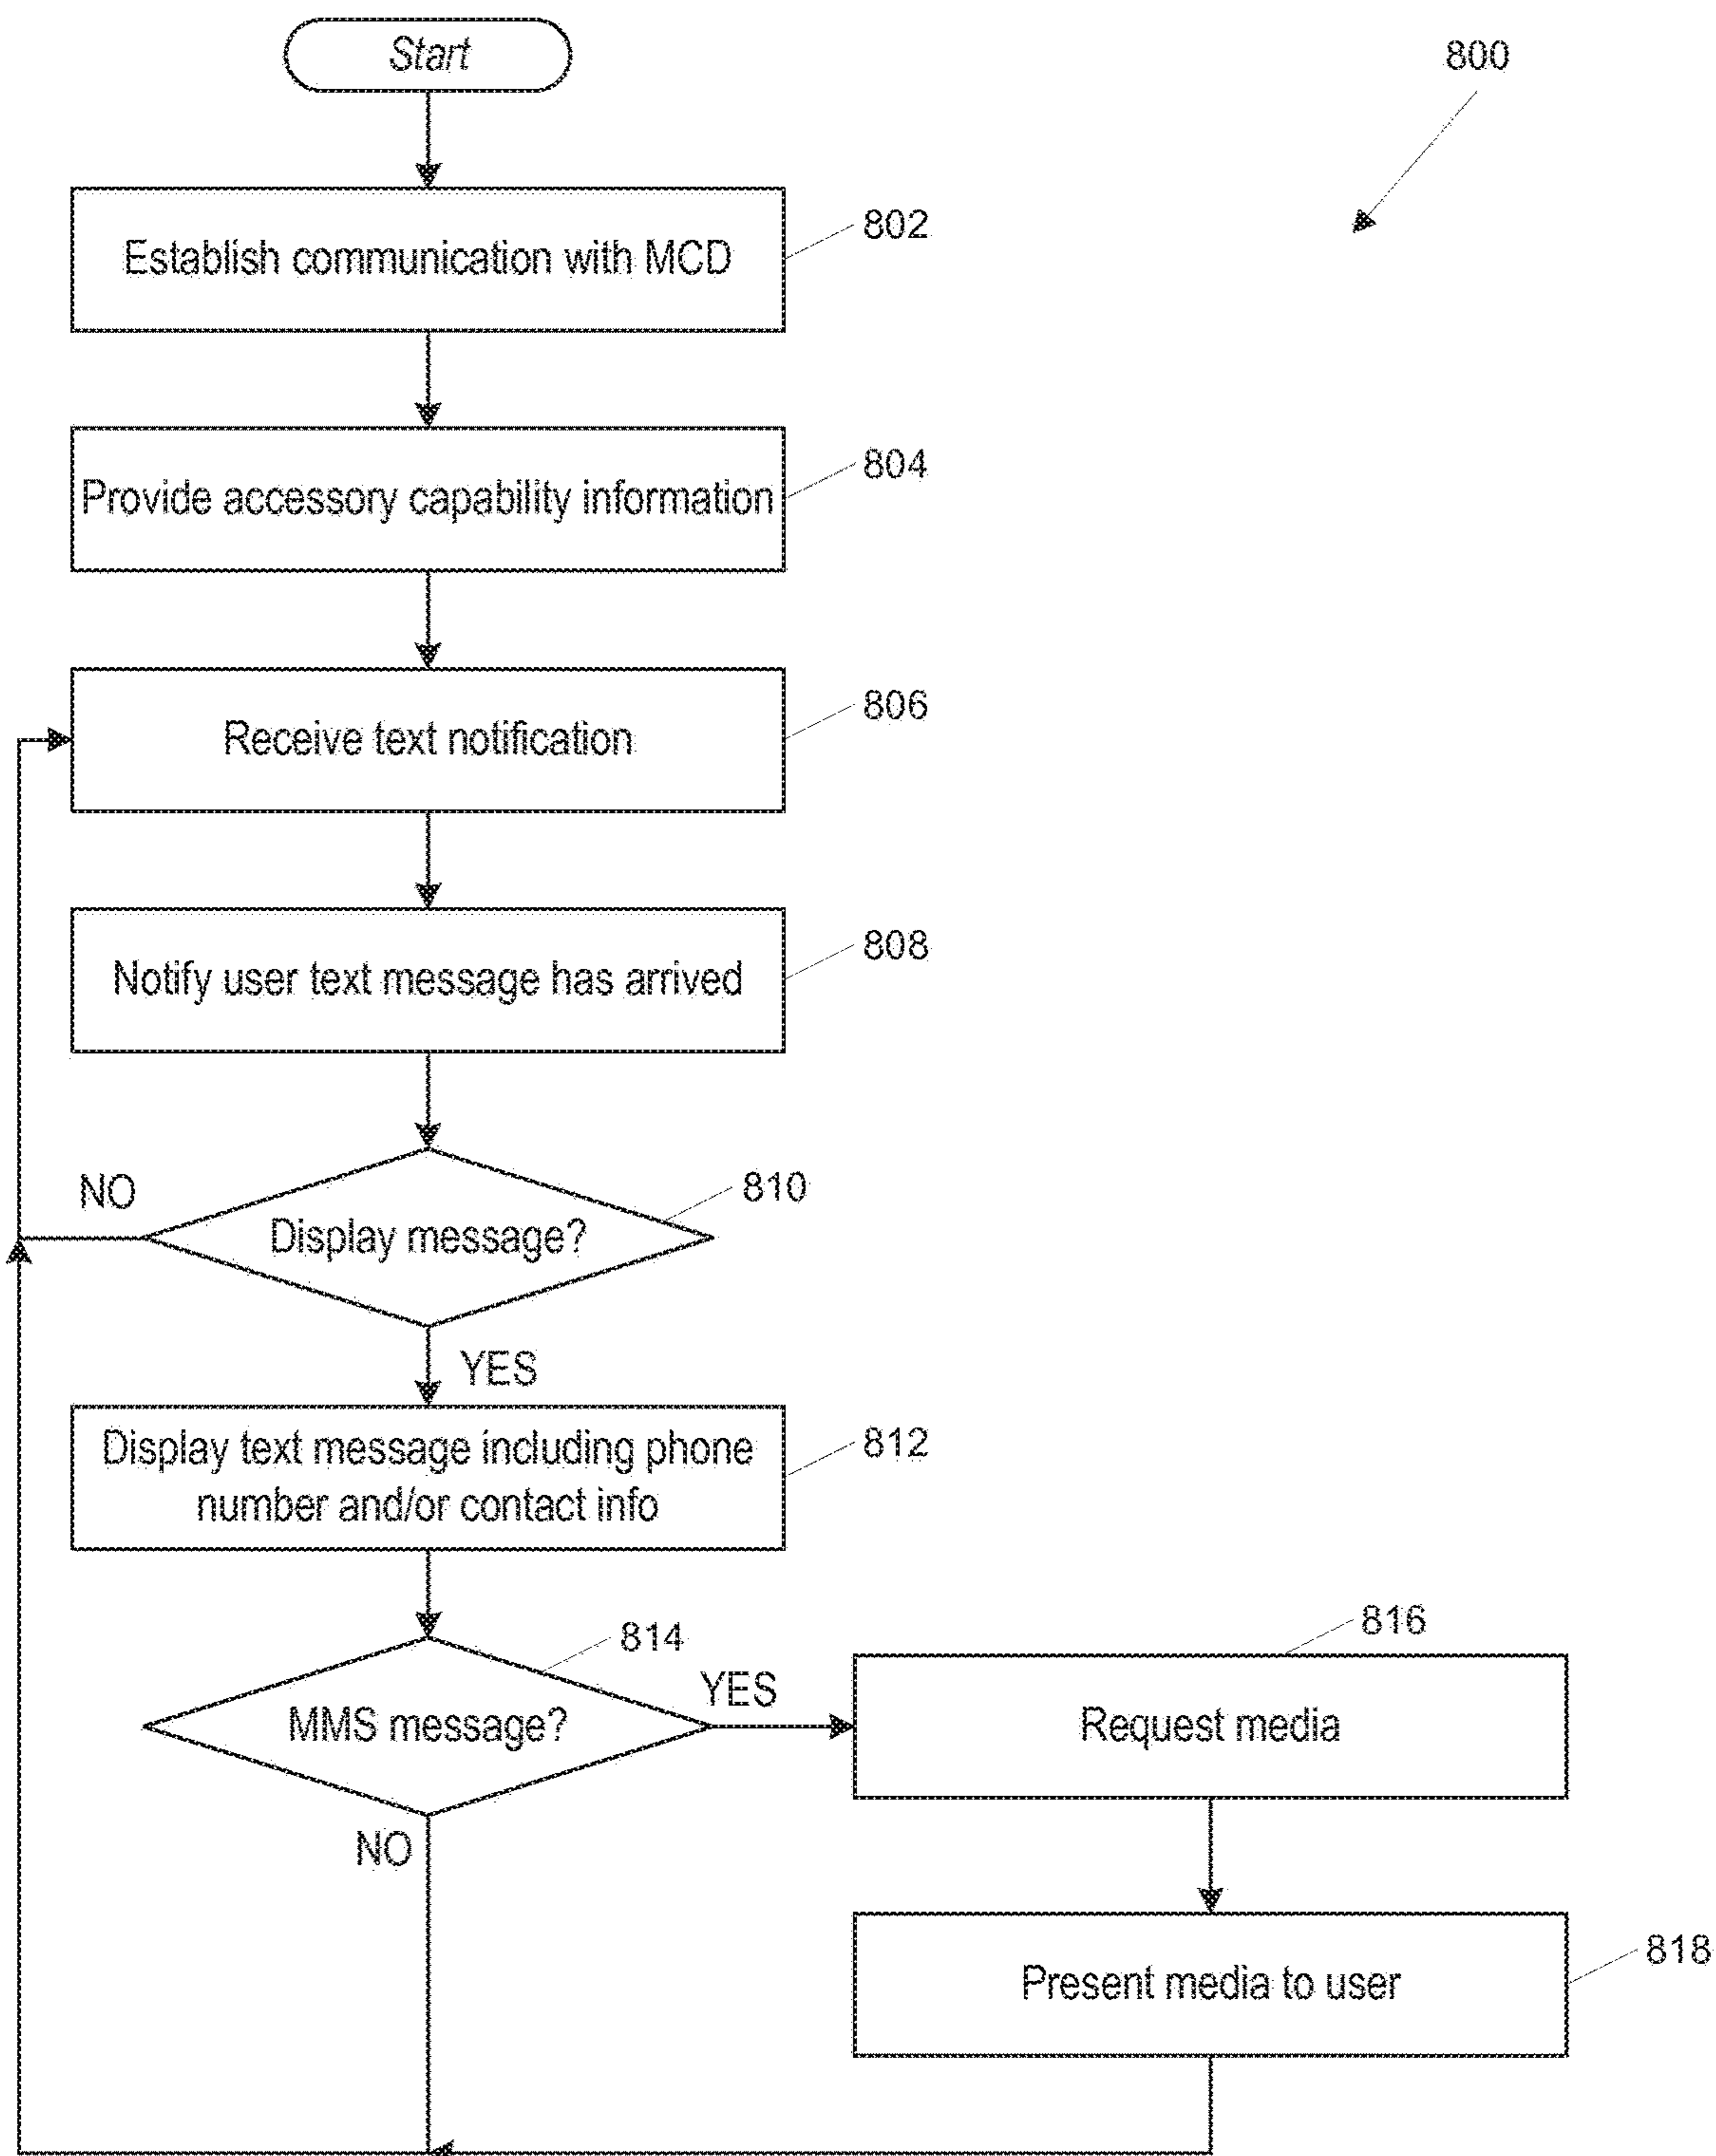 Start
800
Establish communication with MCD
802
Provide accessory capability information
804
Receive text notification
806
Notify user text message has arrived
808
NO
Display message?
810
YES
Display text message including phone
number and/or contact info
812
MMS message?
814
YES
NO
Request media
816
Present media to user
818